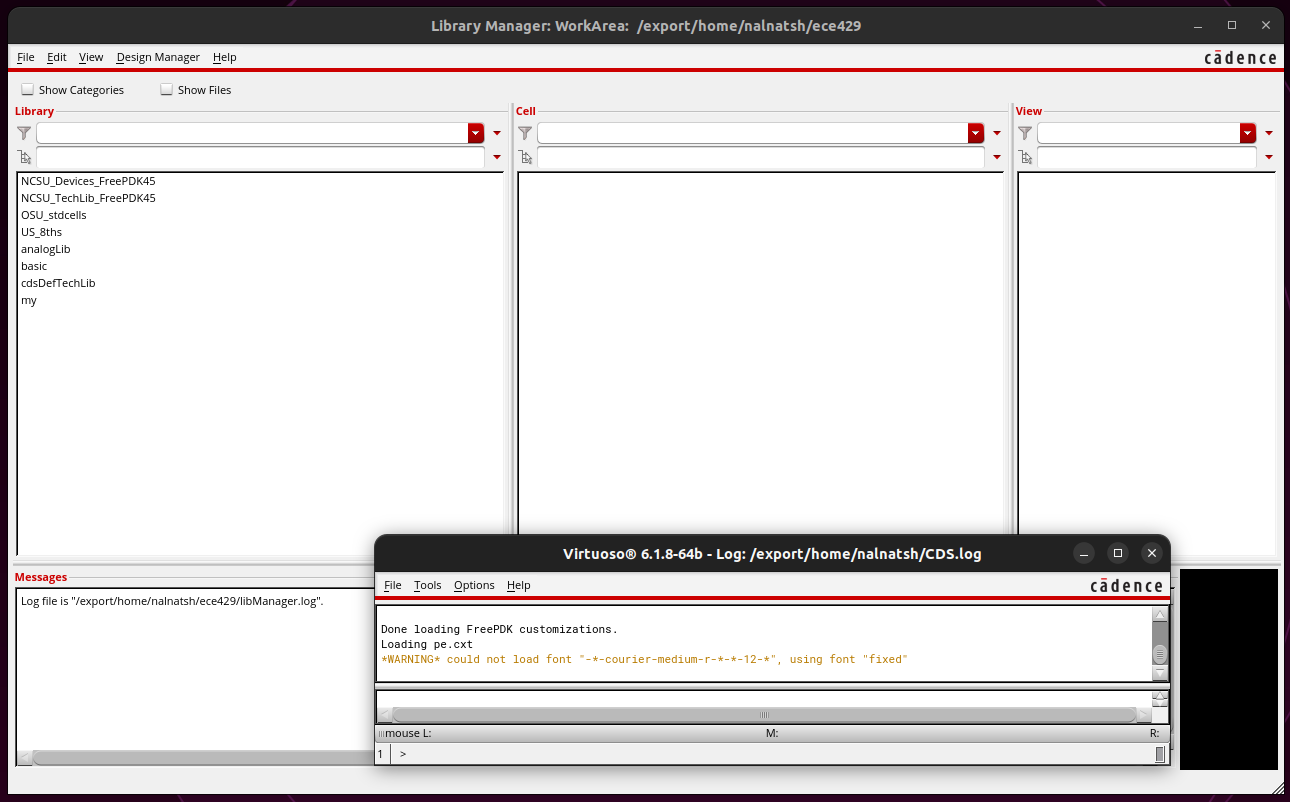 Library Manager: WorkArea: /export/home/nalnatsh/ece429
File Edit View Design Manager Help
cādence
Show Categories Show Files
Library
Cell
View
NCSU_Devices_FreePDK45
NCSU_TechLib_FreePDK45
OSU_stdcells
US_8ths
analogLib
basic
cdsDefTechLib
my
Messages
Log file is "/export/home/nalnatsh/ece429/libManager.log".
Virtuoso® 6.1.8-64b - Log: /export/home/nalnatsh/CDS.log
File Tools Options Help
cādence
Done loading FreePDK customizations.
Loading pe.cxt
*WARNING* could not load font "-*-courier-medium-r-*-*-12-*", using font "fixed"
mouse L: M: R:
1 >